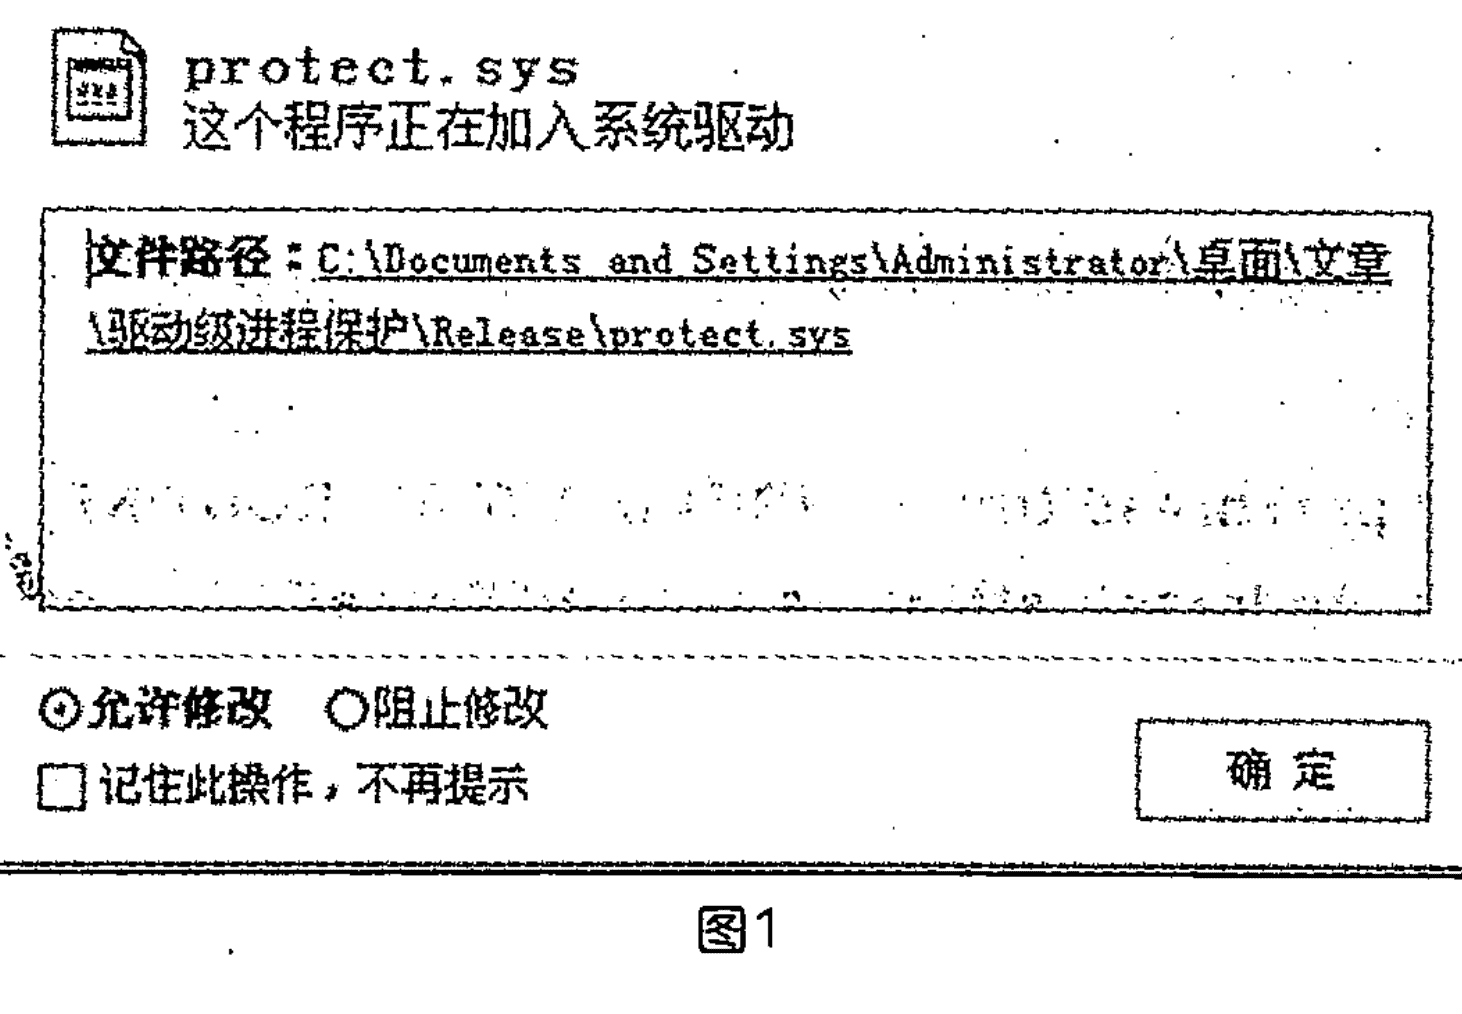 protect.sys
这个程序正在加入系统驱动
文件路径：C:\Documents and Settings\Administrator\桌面\文章
\驱动级进程保护\Release\protect.sys
允许修改 阻止修改
记住此操作，不再提示
确 定
图1